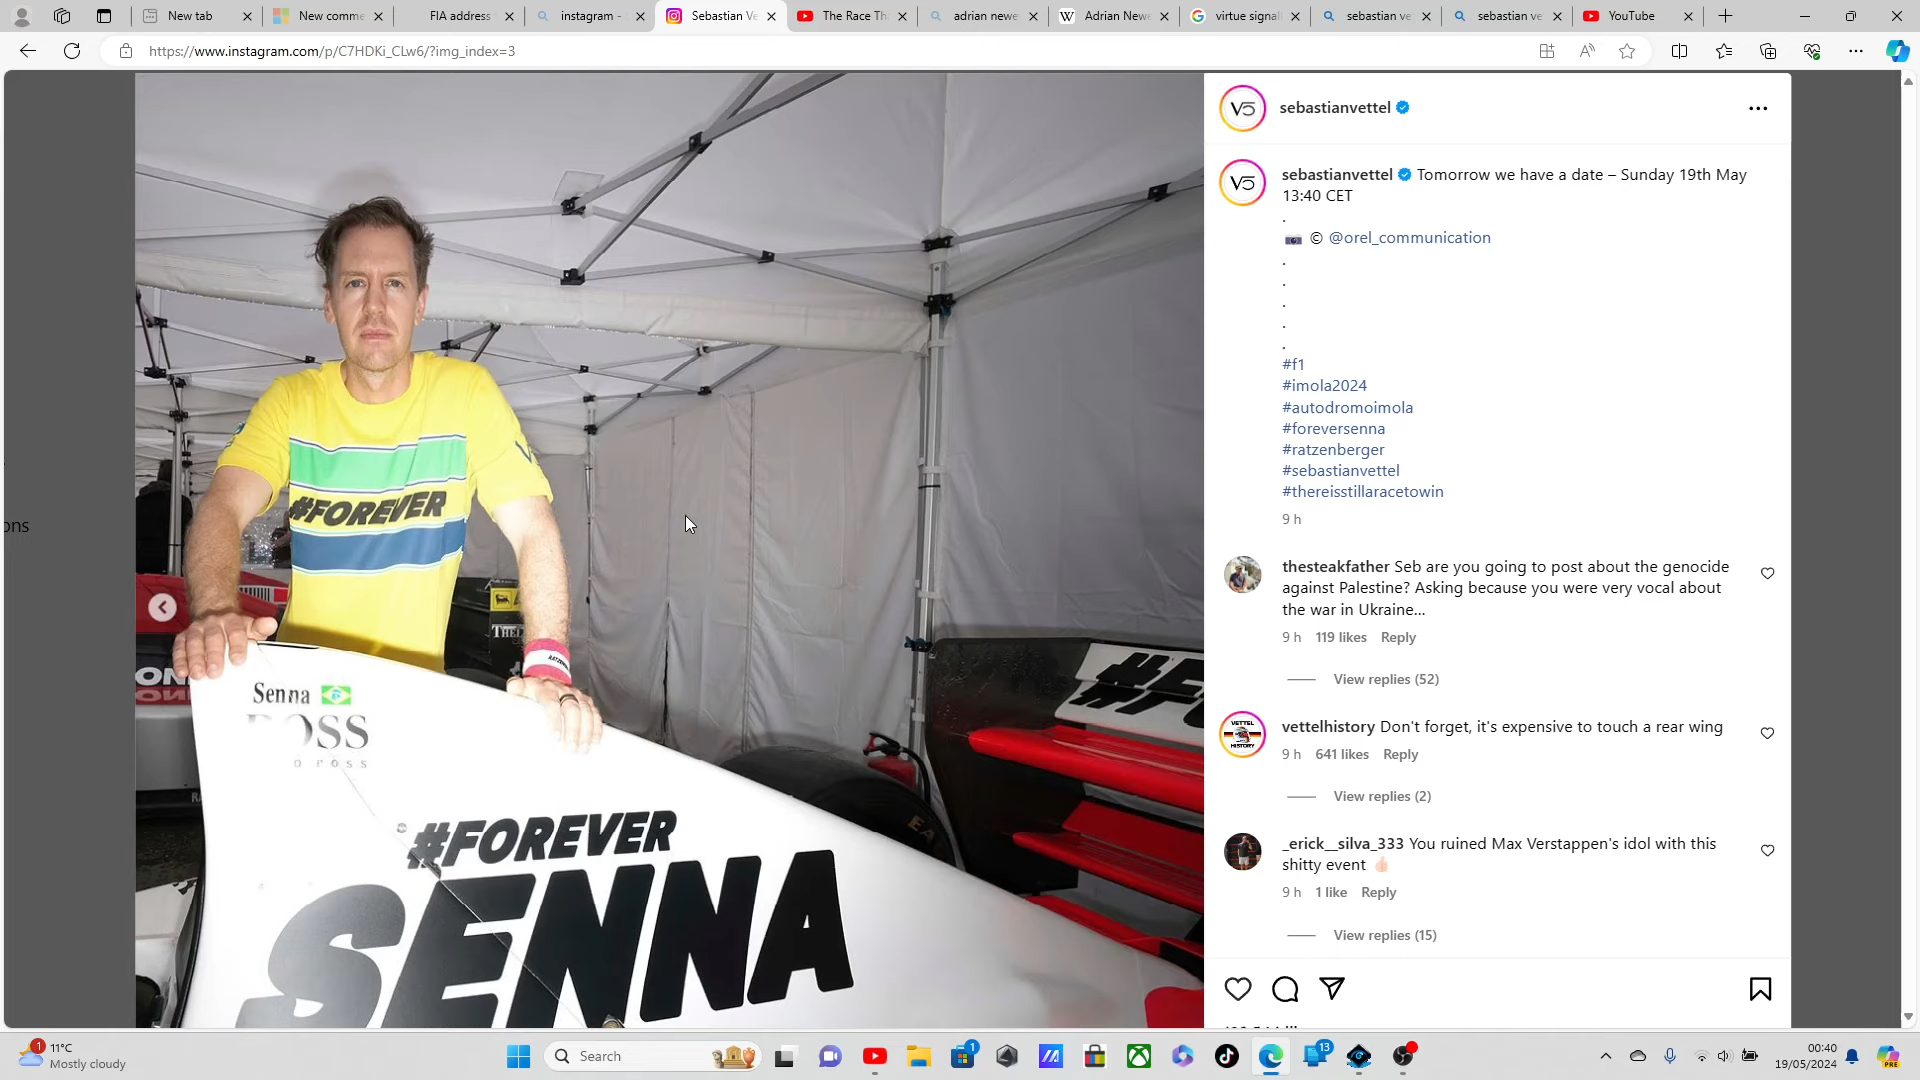 New tab
New comme
FIA address
instagram -
Sebastian Ve
The Race Th
adrian newe
Adrian Newe
virtue signali
sebastian ve
sebastian ve
YouTube
https://www.instagram.com/p/C7HDKi_CLw6/?img_index=3
sebastianvettel
sebastianvettel Tomorrow we have a date – Sunday 19th May
13:40 CET
.
© @orel_communication
.
.
.
.
.
#f1
#imola2024
#autodromoimola
#foreversenna
#ratzenberger
#sebastianvettel
#thereisstillaracetowin
9 h
thesteakfather Seb are you going to post about the genocide
against Palestine? Asking because you were very vocal about
the war in Ukraine...
9 h 119 likes Reply
View replies (52)
vettelhistory Don't forget, it's expensive to touch a rear wing
9 h 641 likes Reply
View replies (2)
_erick__silva_333 You ruined Max Verstappen's idol with this
shitty event 👍🏻
9 h 1 like Reply
View replies (15)
ons
#FOREVER
Senna
BOSS
#FOREVER
SENNA
11°C
Mostly cloudy
Search
00:40
19/05/2024